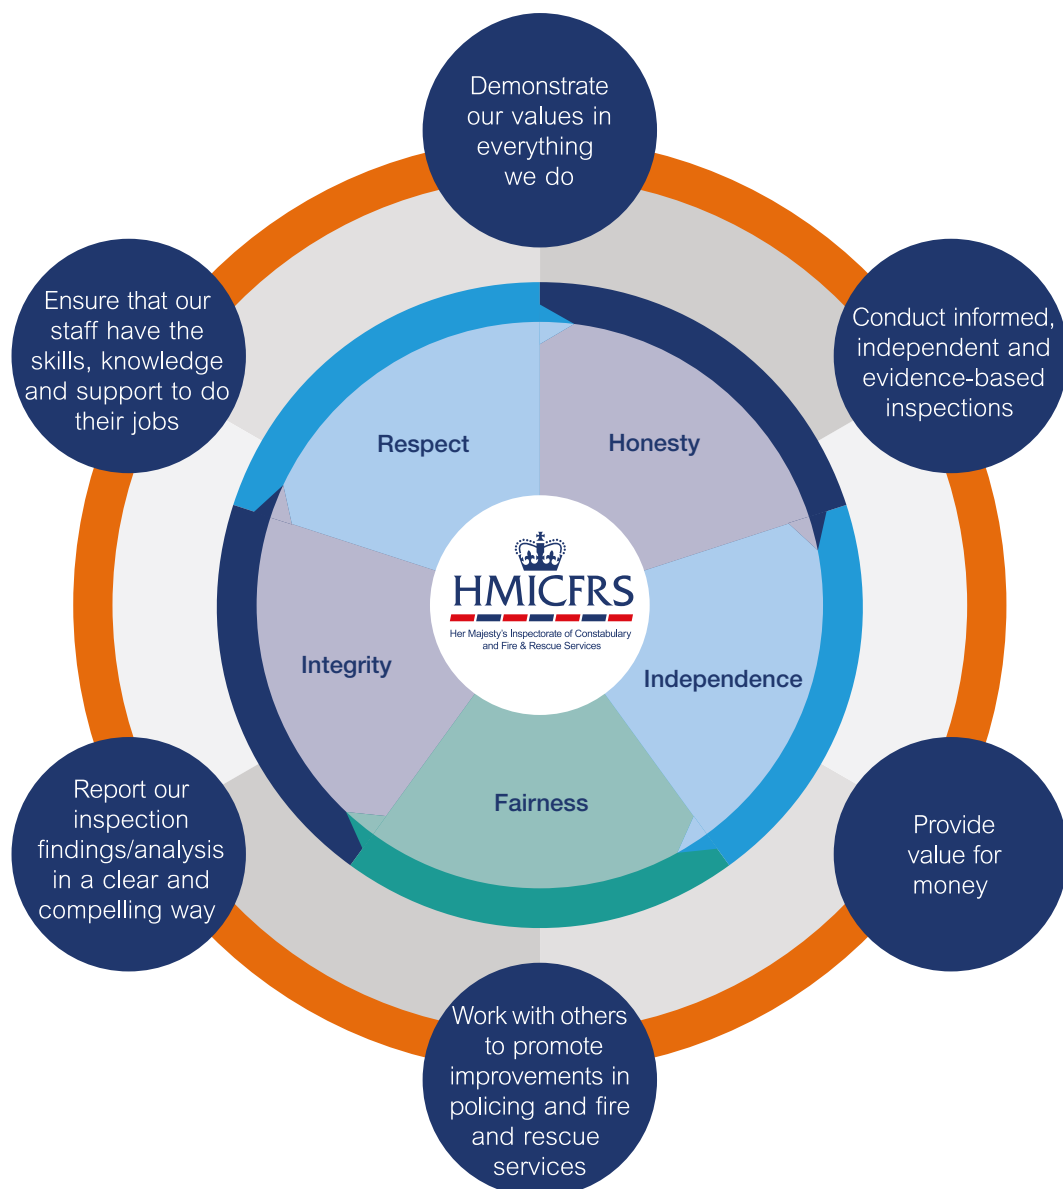 Demonstrate
our values in
everything
we do
Conduct informed,
independent and
evidence-based
inspections
Provide
value for
money
Work with others
to promote
improvements in
policing and fire
and rescue
services
Report our
inspection
findings/analysis
in a clear and
compelling way
Ensure that our
staff have the
skills, knowledge
and support to do
their jobs
Respect
Honesty
Independence
Fairness
Integrity
HMICFRS
Her Majesty's Inspectorate of Constabulary
and Fire & Rescue Services